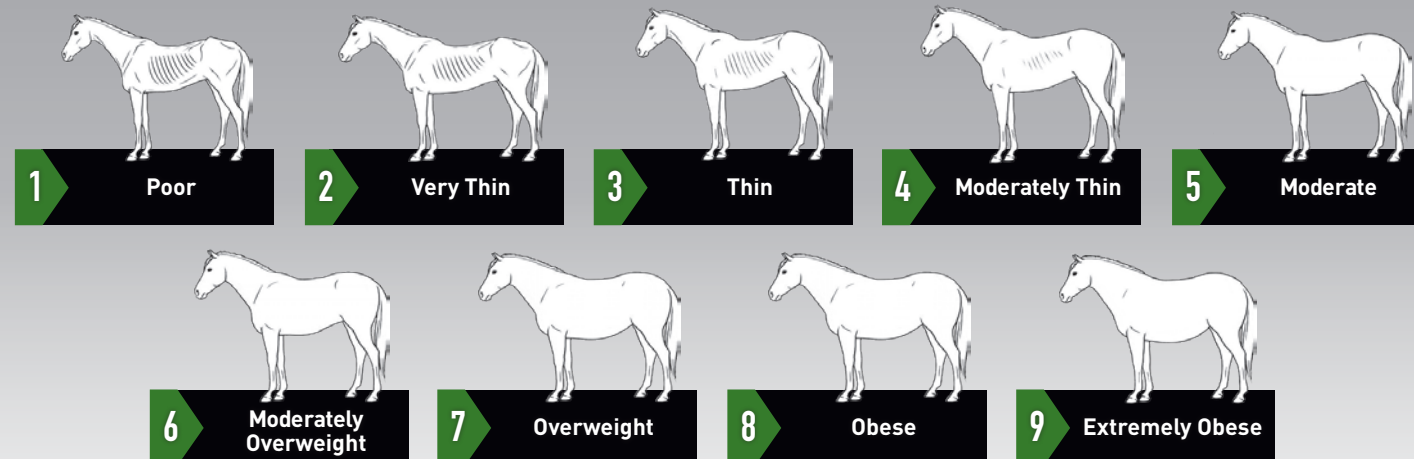 1 Poor
2 Very Thin
3 Thin
4 Moderately Thin
5 Moderate
6 Moderately
Overweight
7 Overweight
8 Obese
9 Extremely Obese